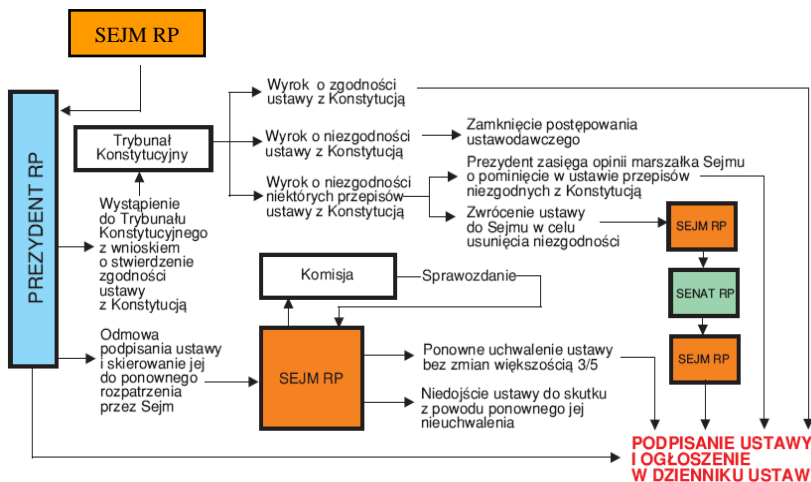 SEJM RP
PREZYDENT RP
Trybunał
Konstytucyjny
Wyrok o zgodności
ustawy z Konstytucją
Wyrok o niezgodności
ustawy z Konstytucją
Zamknięcie postępowania
ustawodawczego
Wyrok o niezgodności
niektórych przepisów
ustawy z Konstytucją
Prezydent zasięga opinii marszałka Sejmu
o pominięcie w ustawie przepisów
niezgodnych z Konstytucją
Zwrócenie ustawy
do Sejmu w celu
usunięcia niezgodności
SEJM RP
SENAT RP
SEJM RP
Wystąpienie
do Trybunału
Konstytucyjnego
z wnioskiem
o stwierdzenie
zgodności
ustawy
z Konstytucją
Komisja
Sprawozdanie
Odmowa
podpisania ustawy
i skierowanie jej
do ponownego
rozpatrzenia
przez Sejm
SEJM RP
Ponowne uchwalenie ustawy
bez zmian większością 3/5
Niedojście ustawy do skutku
z powodu ponownego jej
nieuchwalenia
PODPISANIE USTAWY
I OGŁOSZENIE
W DZIENNIKU USTAW